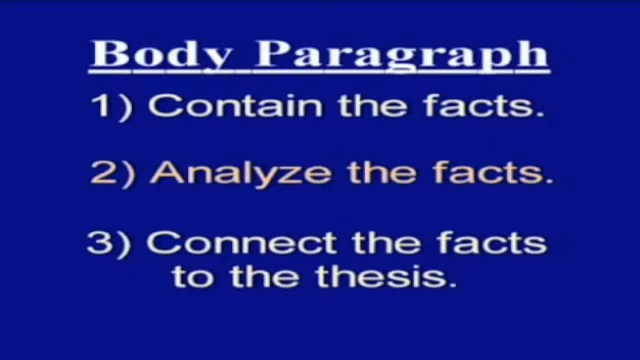 Body Paragraph
1) Contain the facts.
2) Analyze the facts.
3) Connect the facts
to the thesis.